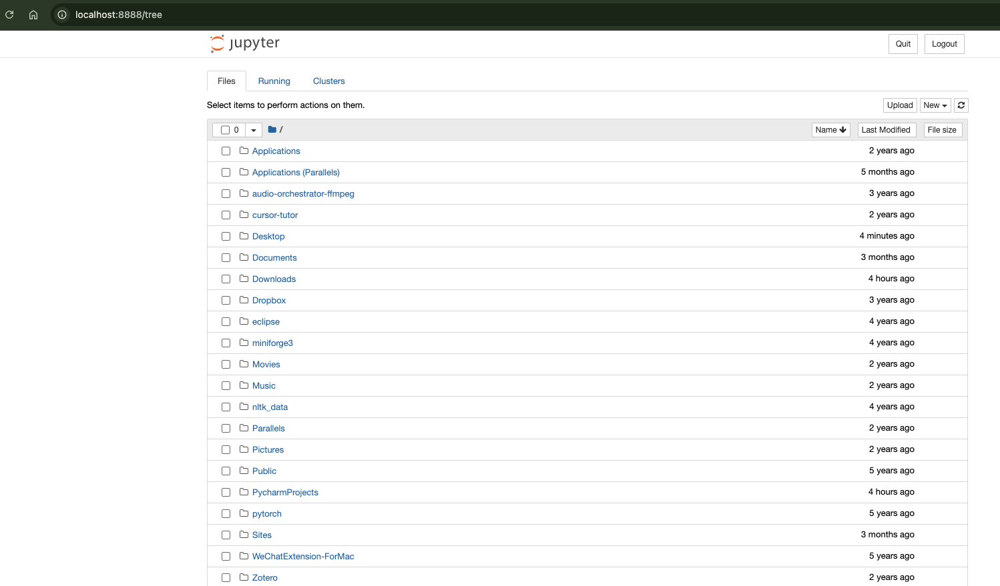 localhost:8888/tree
jupyter
Quit Logout
Files Running Clusters
Select items to perform actions on them.
Upload New
0 / Name Last Modified File size
Applications 2 years ago
Applications (Parallels) 5 months ago
audio-orchestrator-ffmpeg 3 years ago
cursor-tutor 2 years ago
Desktop 4 minutes ago
Documents 3 months ago
Downloads 4 hours ago
Dropbox 3 years ago
eclipse 4 years ago
miniforge3 4 years ago
Movies 2 years ago
Music 2 years ago
nltk_data 4 years ago
Parallels 2 years ago
Pictures 2 years ago
Public 5 years ago
PycharmProjects 4 hours ago
pytorch 5 years ago
Sites 3 months ago
WeChatExtension-ForMac 5 years ago
Zotero 2 years ago